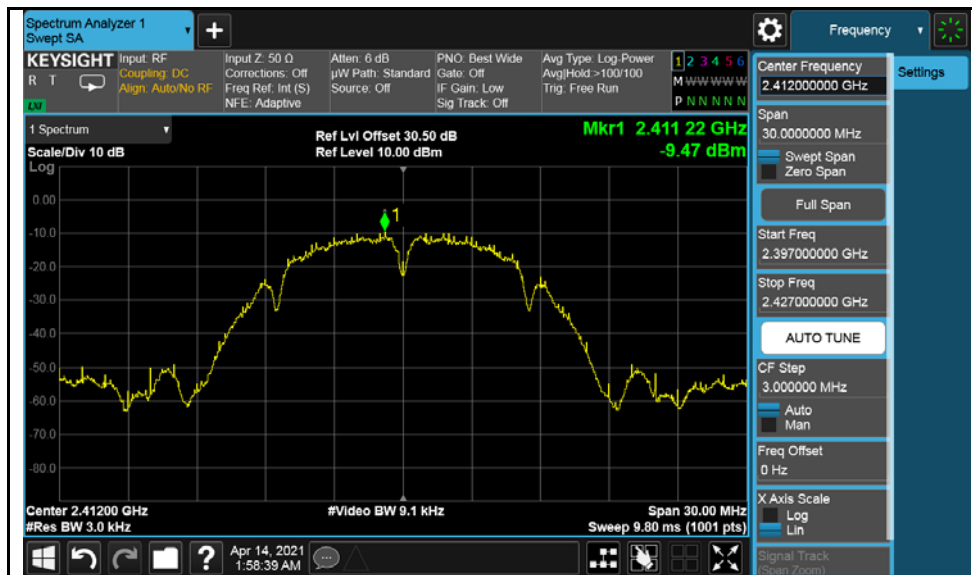 Spectrum Analyzer 1
Swept SA
+
Frequency
KEYSIGHT
R T
LXI
Input: RF
Coupling: DC
Align: Auto/No RF
Input Z: 50 Ω
Corrections: Off
Freq Ref: Int (S)
NFE: Adaptive
Atten: 6 dB
µW Path: Standard
Source: Off
PNO: Best Wide
Gate: Off
IF Gain: Low
Sig Track: Off
Avg Type: Log-Power
Avg|Hold:>100/100
Trig: Free Run
1 2 3 4 5 6
M W W W W W
P N N N N N
1 Spectrum
Scale/Div 10 dB
Log
Ref Lvl Offset 30.50 dB
Ref Level 10.00 dBm
Mkr1 2.411 22 GHz
-9.47 dBm
0.00
-10.0
-20.0
-30.0
-40.0
-50.0
-60.0
-70.0
-80.0
1
Center 2.41200 GHz
#Res BW 3.0 kHz
#Video BW 9.1 kHz
Span 30.00 MHz
Sweep 9.80 ms (1001 pts)
?
Apr 14, 2021
1:58:39 AM
Center Frequency
2.412000000 GHz
Span
30.0000000 MHz
Swept Span
Zero Span
Full Span
Start Freq
2.397000000 GHz
Stop Freq
2.427000000 GHz
AUTO TUNE
CF Step
3.000000 MHz
Auto
Man
Freq Offset
0 Hz
X Axis Scale
Log
Lin
Signal Track
(Span Zoom)
Settings